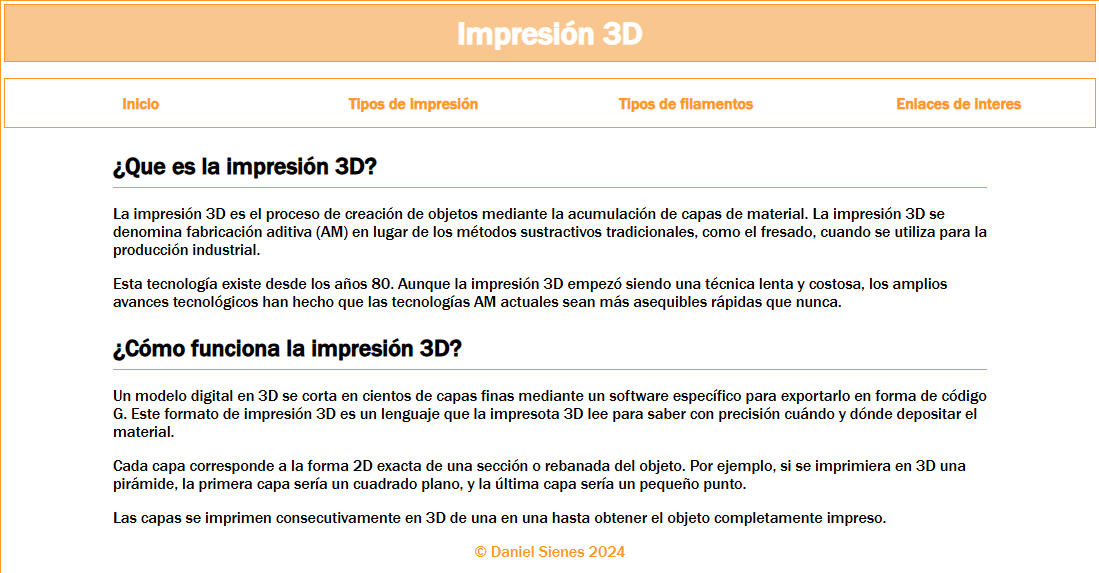 Impresión 3D
Inicio
Tipos de impresión
Tipos de filamentos
Enlaces de interes
¿Que es la impresión 3D?
La impresión 3D es el proceso de creación de objetos mediante la acumulación de capas de material. La impresión 3D se
denomina fabricación aditiva (AM) en lugar de los métodos sustractivos tradicionales, como el fresado, cuando se utiliza para la
producción industrial.
Esta tecnología existe desde los años 80. Aunque la impresión 3D empezó siendo una técnica lenta y costosa, los amplios
avances tecnológicos han hecho que las tecnologías AM actuales sean más asequibles rápidas que nunca.
¿Cómo funciona la impresión 3D?
Un modelo digital en 3D se corta en cientos de capas finas mediante un software específico para exportarlo en forma de código
G. Este formato de impresión 3D es un lenguaje que la impresota 3D lee para saber con precisión cuándo y dónde depositar el
material.
Cada capa corresponde a la forma 2D exacta de una sección o rebanada del objeto. Por ejemplo, si se imprimiera en 3D una
pirámide, la primera capa sería un cuadrado plano, y la última capa sería un pequeño punto.
Las capas se imprimen consecutivamente en 3D de una en una hasta obtener el objeto completamente impreso.
© Daniel Sienes 2024